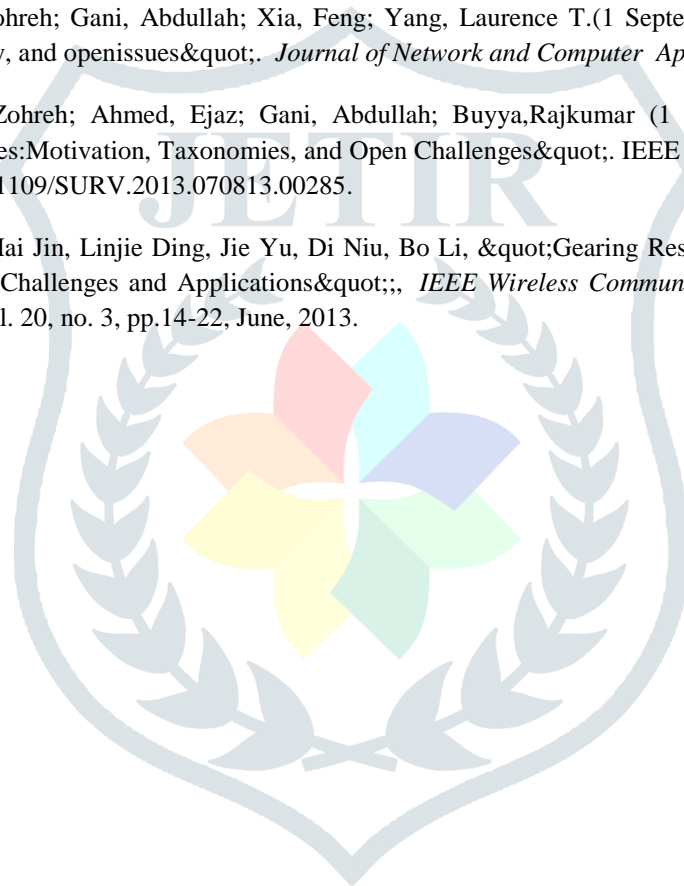 ohreh; Gani, Abdullah; Xia, Feng; Yang, Laurence T.(1 Septe
y, and openissues&quot;. Journal of Network and Computer Ap
Zohreh; Ahmed, Ejaz; Gani, Abdullah; Buyya,Rajkumar (1
es:Motivation, Taxonomies, and Open Challenges&quot;. IEEE
1109/SURV.2013.070813.00285.
JETIR
Hai Jin, Linjie Ding, Jie Yu, Di Niu, Bo Li, &quot;Gearing Res
Challenges and Applications&quot;;, IEEE Wireless Commun
l. 20, no. 3, pp.14-22, June, 2013.